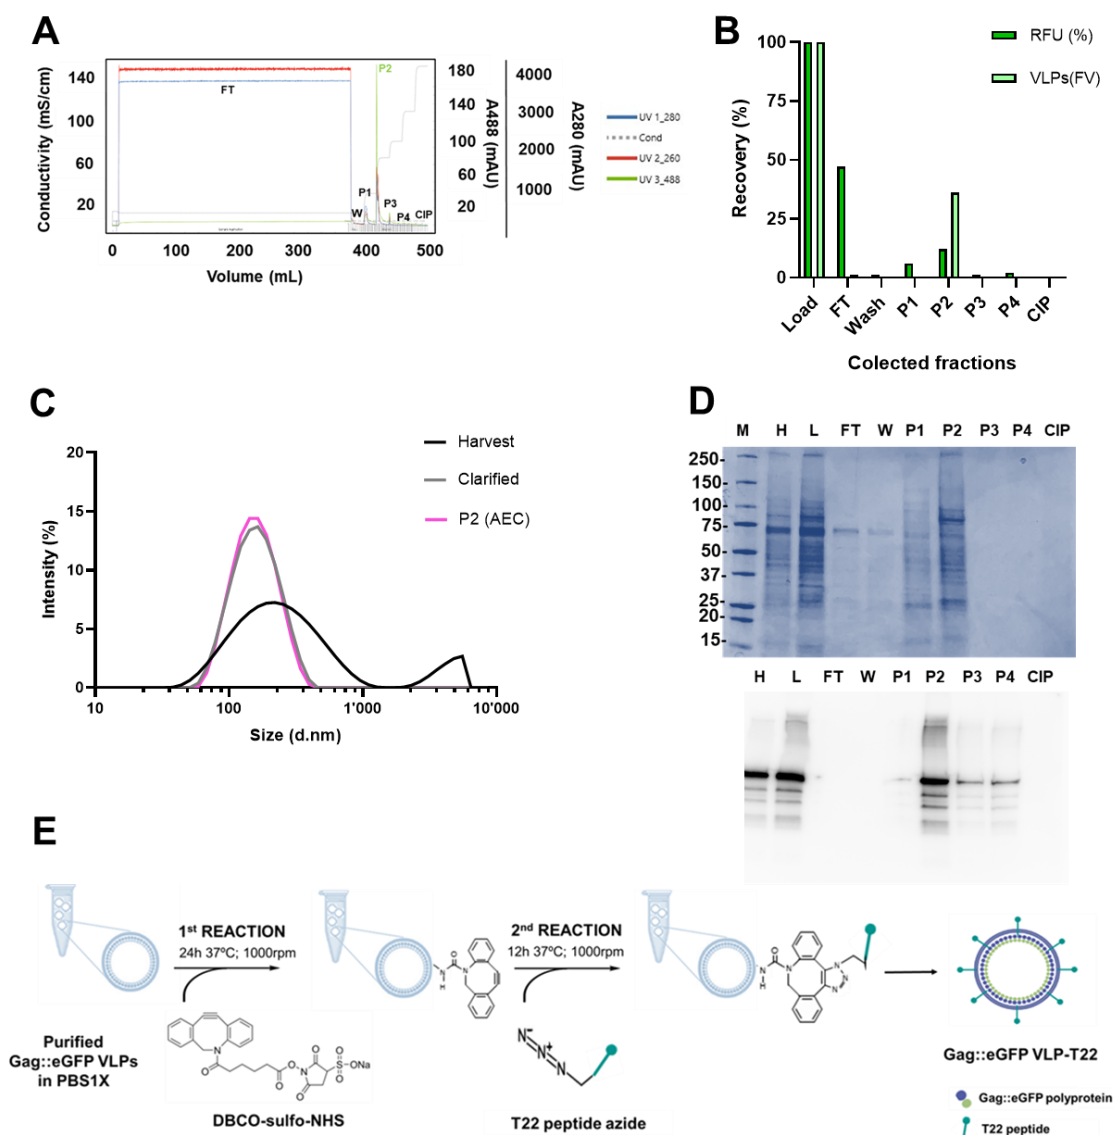 A
Conductivity (mS/cm)
140
100
60
20
FT
W
P1
P2
P3
P4
CIP
180
140
100
60
20
A488 (mAU)
A280 (mAU)
4000
3000
2000
1000
UV 1_280
Cond
UV 2_260
UV 3_488
0 100 200 300 400 500
Volume (mL)
B
Recovery (%)
100
75
50
25
0
RFU (%)
VLPs(FV)
Load FT Wash P1 P2 P3 P4 CIP
Colected fractions
C
Intensity (%)
20
15
10
5
0
Harvest
Clarified
P2 (AEC)
10 100 1'000 10'000
Size (d.nm)
D
M H L FT W P1 P2 P3 P4 CIP
250-
150-
100-
75-
50-
37-
25-
20-
15-
H L FT W P1 P2 P3 P4 CIP
E
Purified
Gag::eGFP VLPs
in PBS1X
1st REACTION
24h 37ºC; 1000rpm
N
O
O
O
N
O
O
O
S
O
ONa
DBCO-sulfo-NHS
O
N
H
N
2nd REACTION
12h 37ºC; 1000rpm
N-
N+
N
T22 peptide azide
O
N
H
N
N
N
N
Gag::eGFP VLP-T22
Gag::eGFP polyprotein
T22 peptide